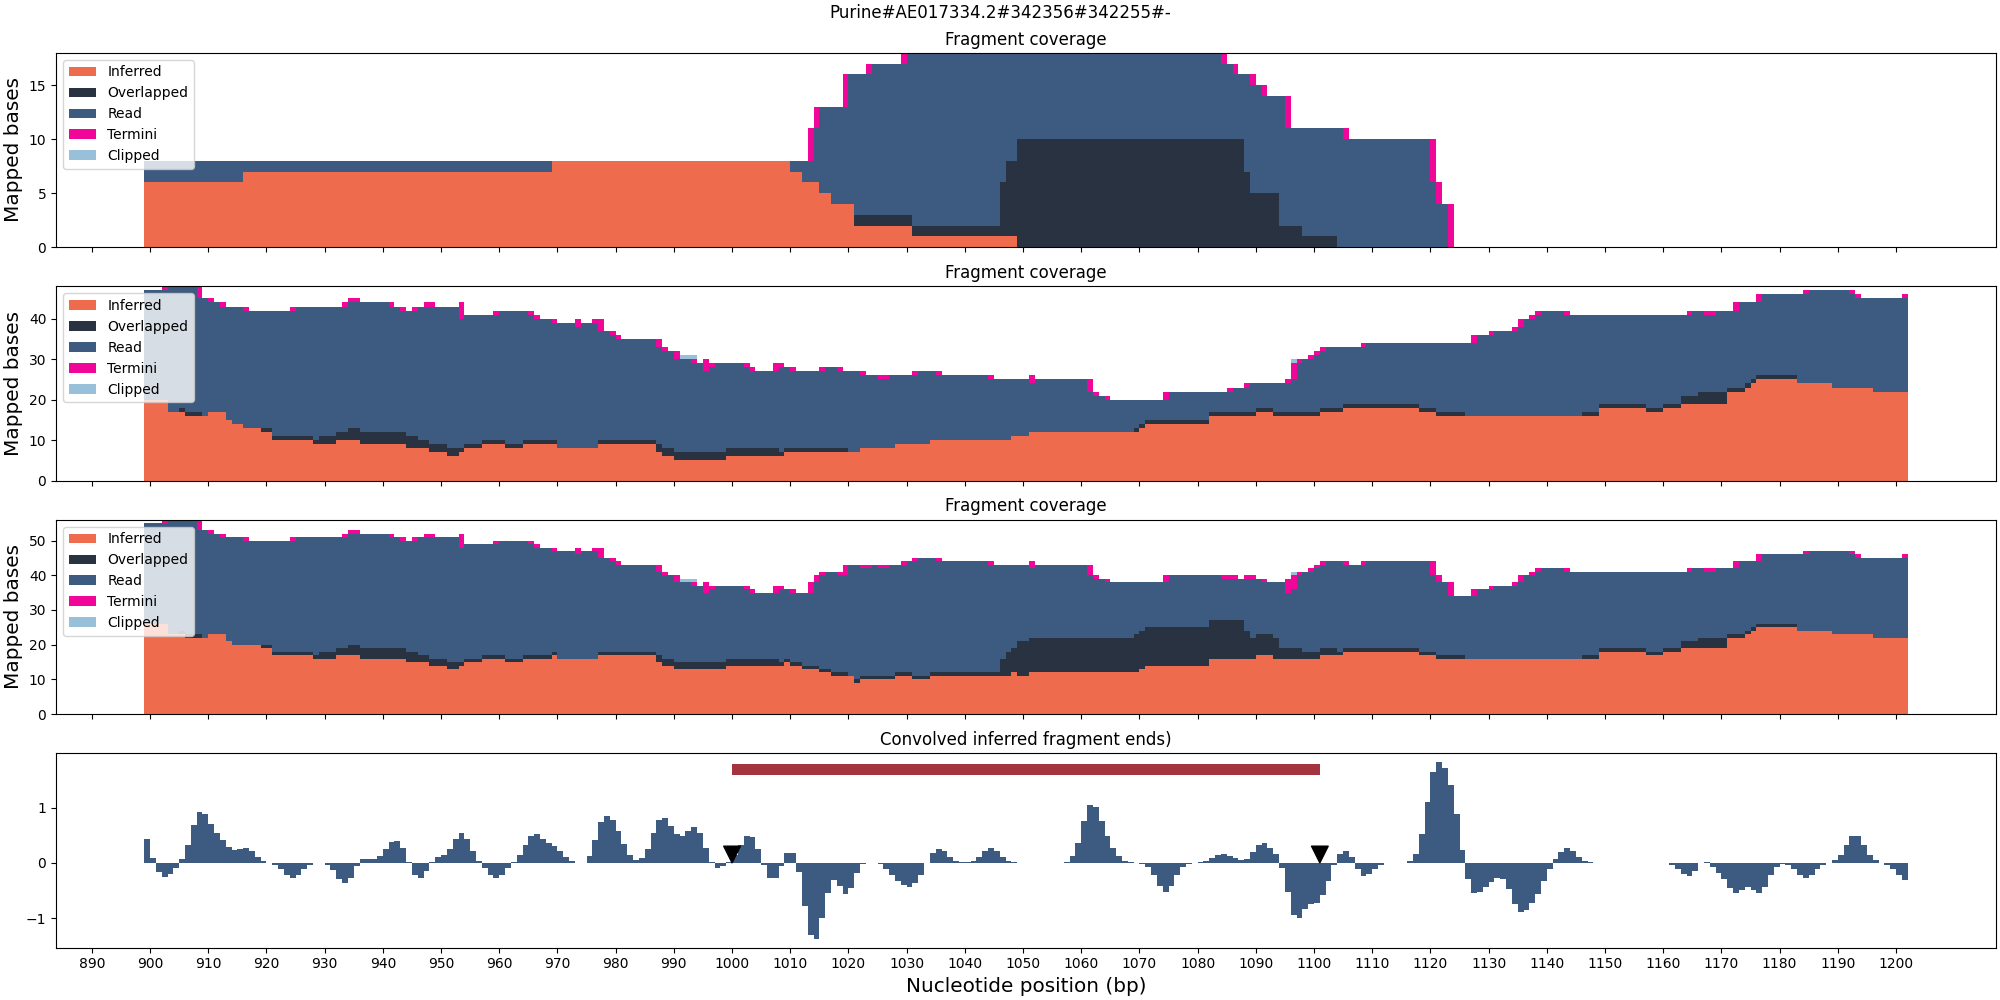 Purine#AE017334.2#342356#342255#-
Fragment coverage
Mapped bases
15
10
5
0
Inferred
Overlapped
Read
Termini
Clipped
Fragment coverage
Mapped bases
40
30
20
10
0
Inferred
Overlapped
Read
Termini
Clipped
Fragment coverage
Mapped bases
50
40
30
20
10
0
Inferred
Overlapped
Read
Termini
Clipped
Convolved inferred fragment ends)
1
0
−1
890 900 910 920 930 940 950 960 970 980 990 1000 1010 1020 1030 1040 1050 1060 1070 1080 1090 1100 1110 1120 1130 1140 1150 1160 1170 1180 1190 1200
Nucleotide position (bp)